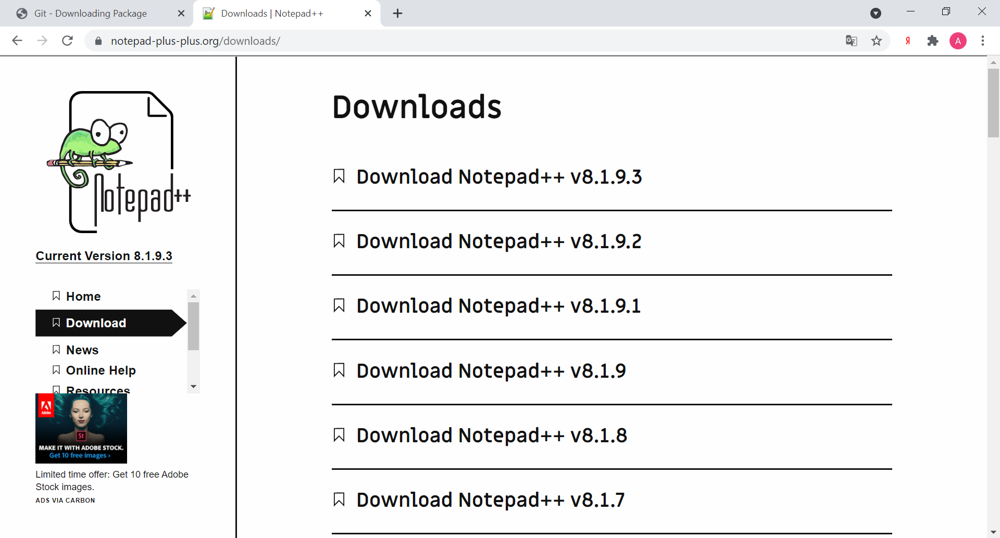 Git - Downloading Package
Downloads | Notepad++
notepad-plus-plus.org/downloads/
Я
A
Notepad++
Current Version 8.1.9.3
Home
Download
News
Online Help
Resources
Adobe
St
MAKE IT WITH ADOBE STOCK.
Get 10 free images ›
Limited time offer: Get 10 free Adobe
Stock images.
ADS VIA CARBON
Downloads
Download Notepad++ v8.1.9.3
Download Notepad++ v8.1.9.2
Download Notepad++ v8.1.9.1
Download Notepad++ v8.1.9
Download Notepad++ v8.1.8
Download Notepad++ v8.1.7